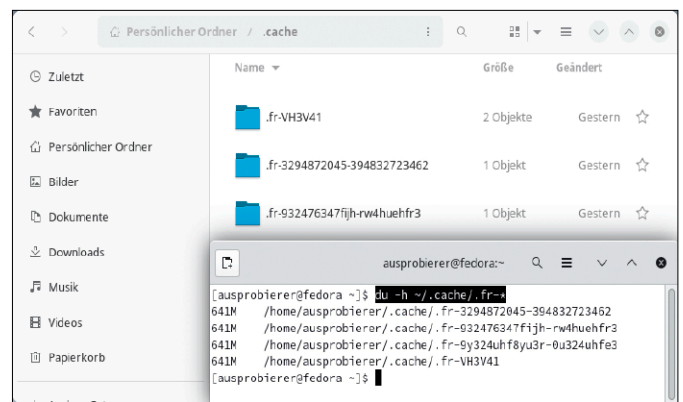 Persönlicher Ordner / .cache
Zuletzt
Favoriten
Persönlicher Ordner
Bilder
Dokumente
Downloads
Musik
Videos
Papierkorb
Name Größe Geändert
.fr-VH3V41 2 Objekte Gestern
.fr-3294872045-394832723462 1 Objekt Gestern
.fr-932476347fijh-rw4huehfr3 1 Objekt Gestern
ausprobierer@fedora:~
[ausprobierer@fedora ~]$ du -h ~/.cache/.fr-*
641M /home/ausprobierer/.cache/.fr-3294872045-394832723462
641M /home/ausprobierer/.cache/.fr-932476347fijh-rw4huehfr3
641M /home/ausprobierer/.cache/.fr-9y324uhf8yu3r-0u324uhfe3
641M /home/ausprobierer/.cache/.fr-VH3V41
[ausprobierer@fedora ~]$